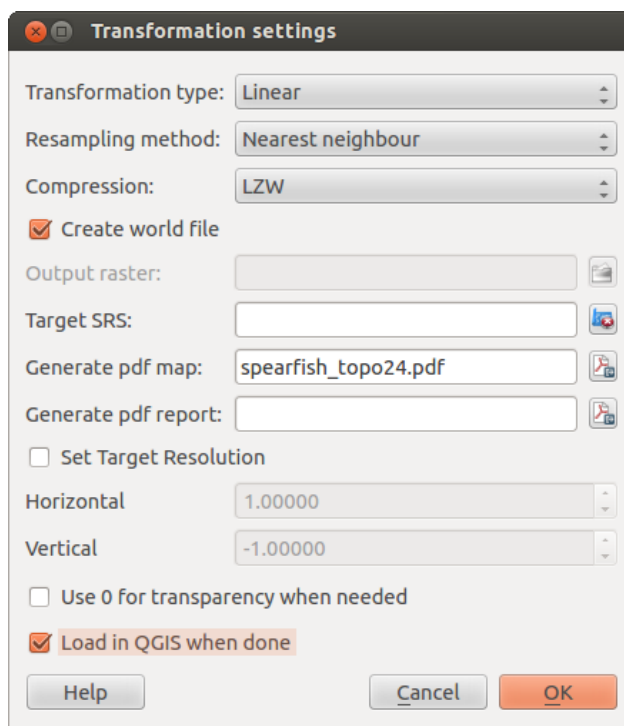 Transformation settings
Transformation type: Linear
Resampling method: Nearest neighbour
Compression: LZW
Create world file
Output raster:
Target SRS:
Generate pdf map: spearfish_topo24.pdf
Generate pdf report:
Set Target Resolution
Horizontal 1.00000
Vertical -1.00000
Use 0 for transparency when needed
Load in QGIS when done
Help Cancel OK